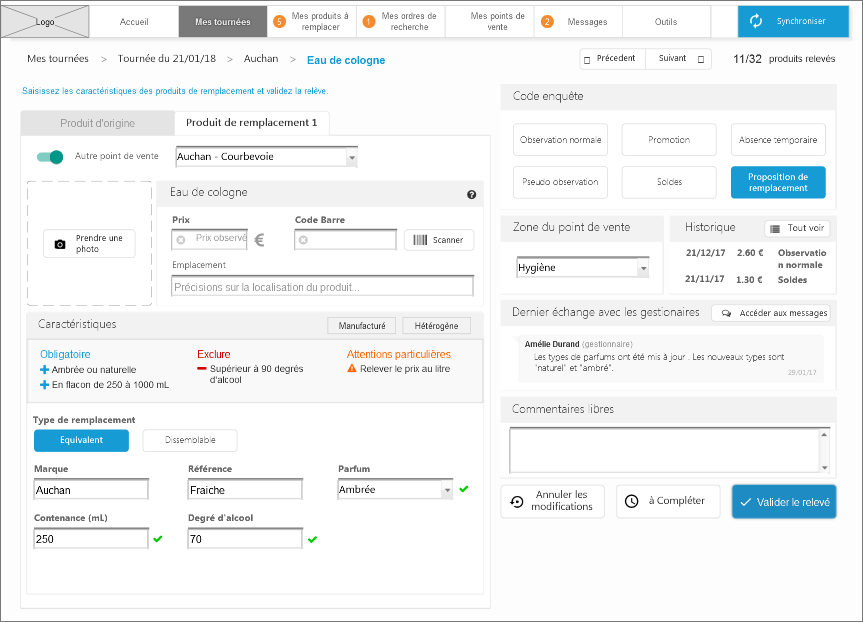 Logo
Accueil
Mes tournées
5 Mes produits à
remplacer
1 Mes ordres de
recherche
Mes points de
vente
2 Messages
Outils
Synchroniser
Mes tournées > Tournée du 21/01/18 > Auchan > Eau de cologne
Précedent
Suivant
11/32 produits relevés
Saisissez les caractéristiques des produits de remplacement et validez la relève.
Produit d'origine
Produit de remplacement 1
Autre point de vente
Auchan - Courbevoie
Prendre une
photo
Eau de cologne
Prix
Code Barre
Prix observé €
Scanner
Emplacement
Précisions sur la localisation du produit...
Caractéristiques
Manufacturé
Hétérogène
Obligatoire
Ambrée ou naturelle
En flacon de 250 à 1000 mL
Exclure
Supérieur à 90 degrés
d'alcool
Attentions particulières
Relever le prix au litre
Type de remplacement
Equivalent
Dissemblable
Marque
Référence
Parfum
Auchan
Fraiche
Ambrée
Contenance (mL)
Degré d'alcool
250
70
Code enquête
Observation normale
Promotion
Absence temporaire
Pseudo observation
Soldes
Proposition de
remplacement
Zone du point de vente
Hygiène
Historique
Tout voir
21/12/17 2.60 € Observatio
n normale
21/11/17 1.30 € Soldes
Dernier échange avec les gestionaires
Accéder aux messages
Amélie Durand (gestionnaire)
Les types de parfums ont été mis à jour . Les nouveaux types sont
"naturel" et "ambré".
29/01/17
Commentaires libres
Annuler les
modifications
à Compléter
Valider le relevé